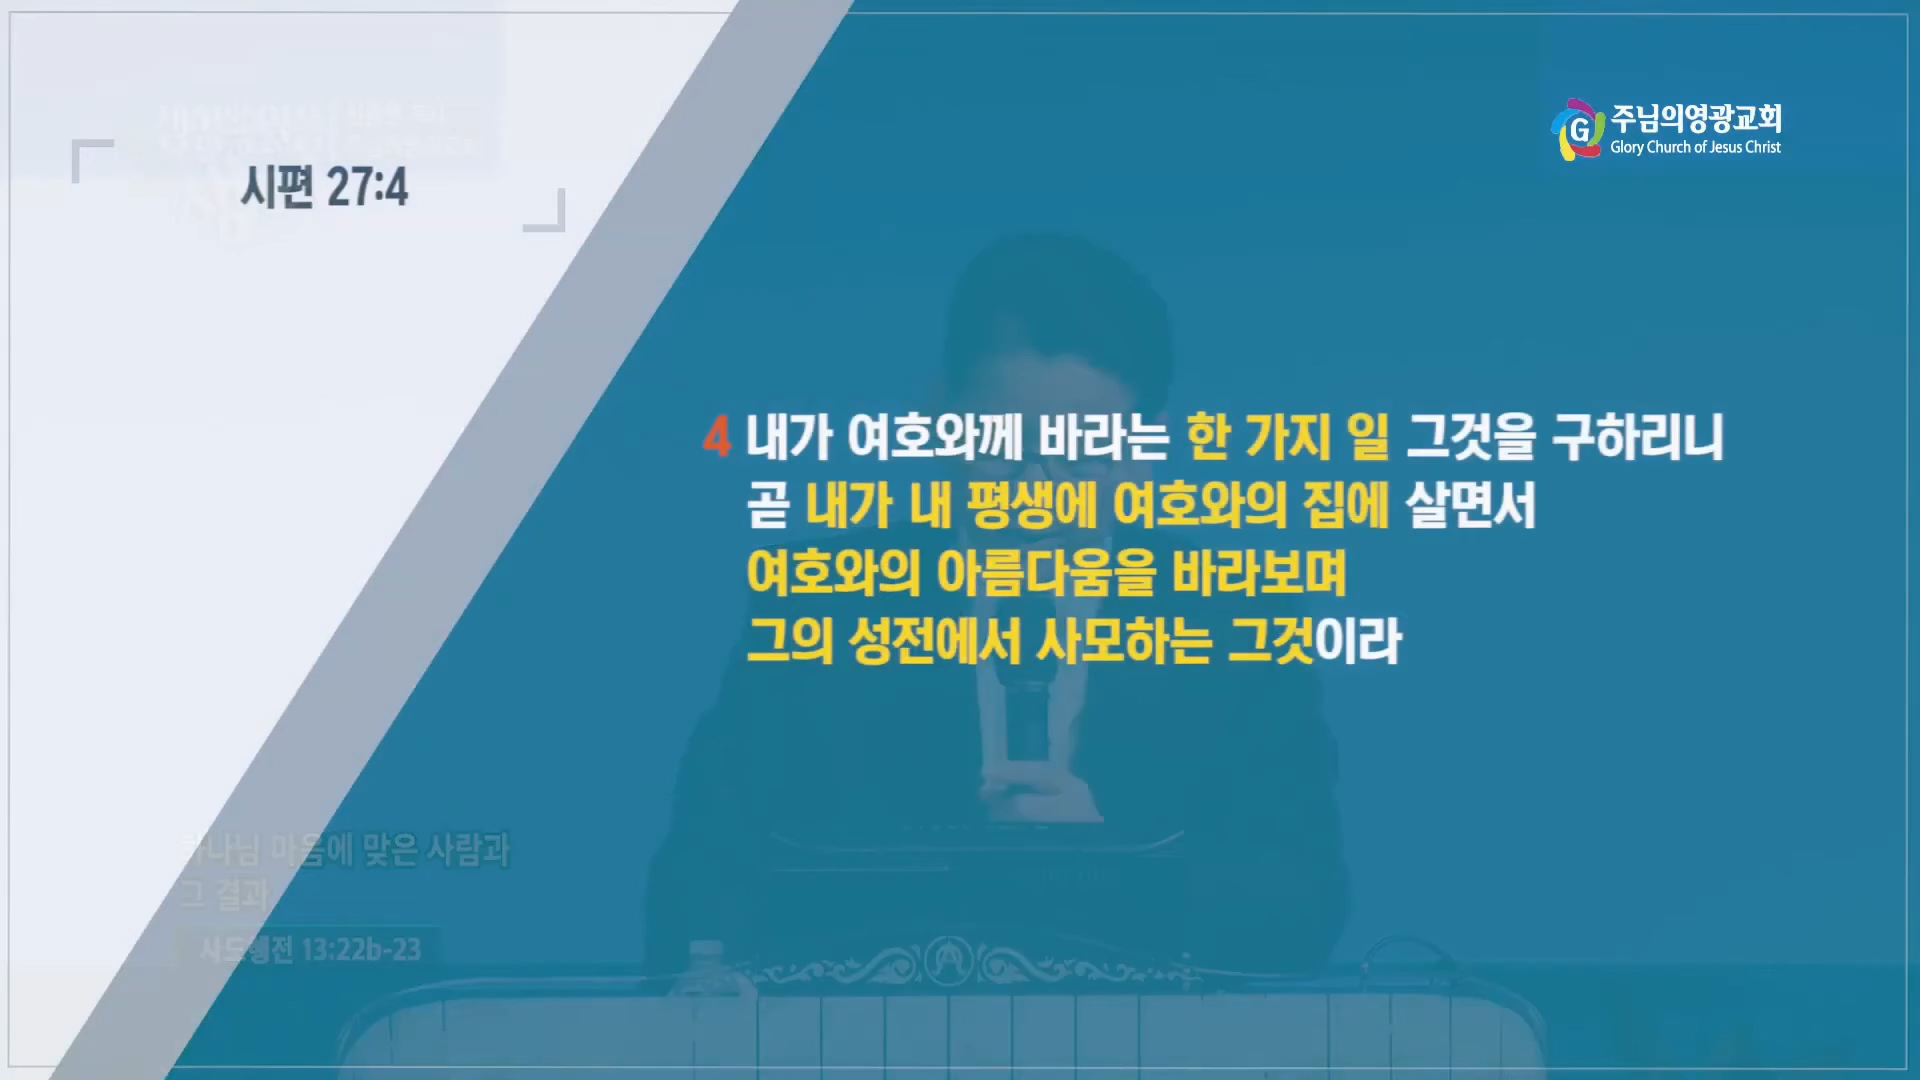 시편 27:4
주님의영광교회
Glory Church of Jesus Christ
4 내가 여호와께 바라는 한 가지 일 그것을 구하리니
곧 내가 내 평생에 여호와의 집에 살면서
여호와의 아름다움을 바라보며
그의 성전에서 사모하는 그것이라
하나님 마음에 맞은 사람과
그 결과
사도행전 13:22b-23